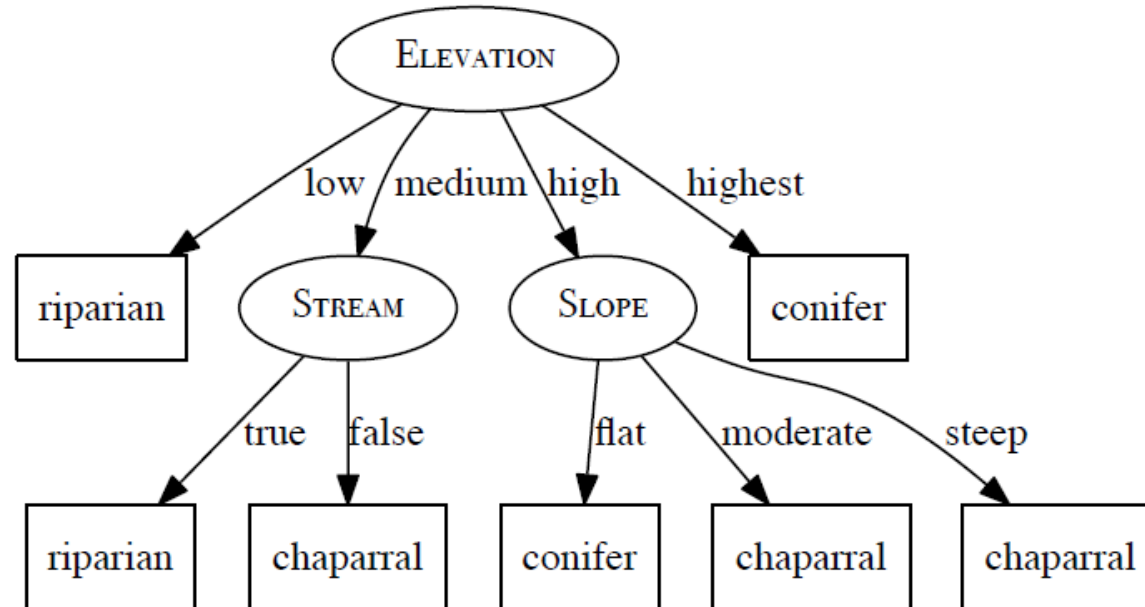 ELEVATION
low medium high highest
riparian STREAM SLOPE conifer
true false flat moderate steep
riparian chaparral conifer chaparral chaparral